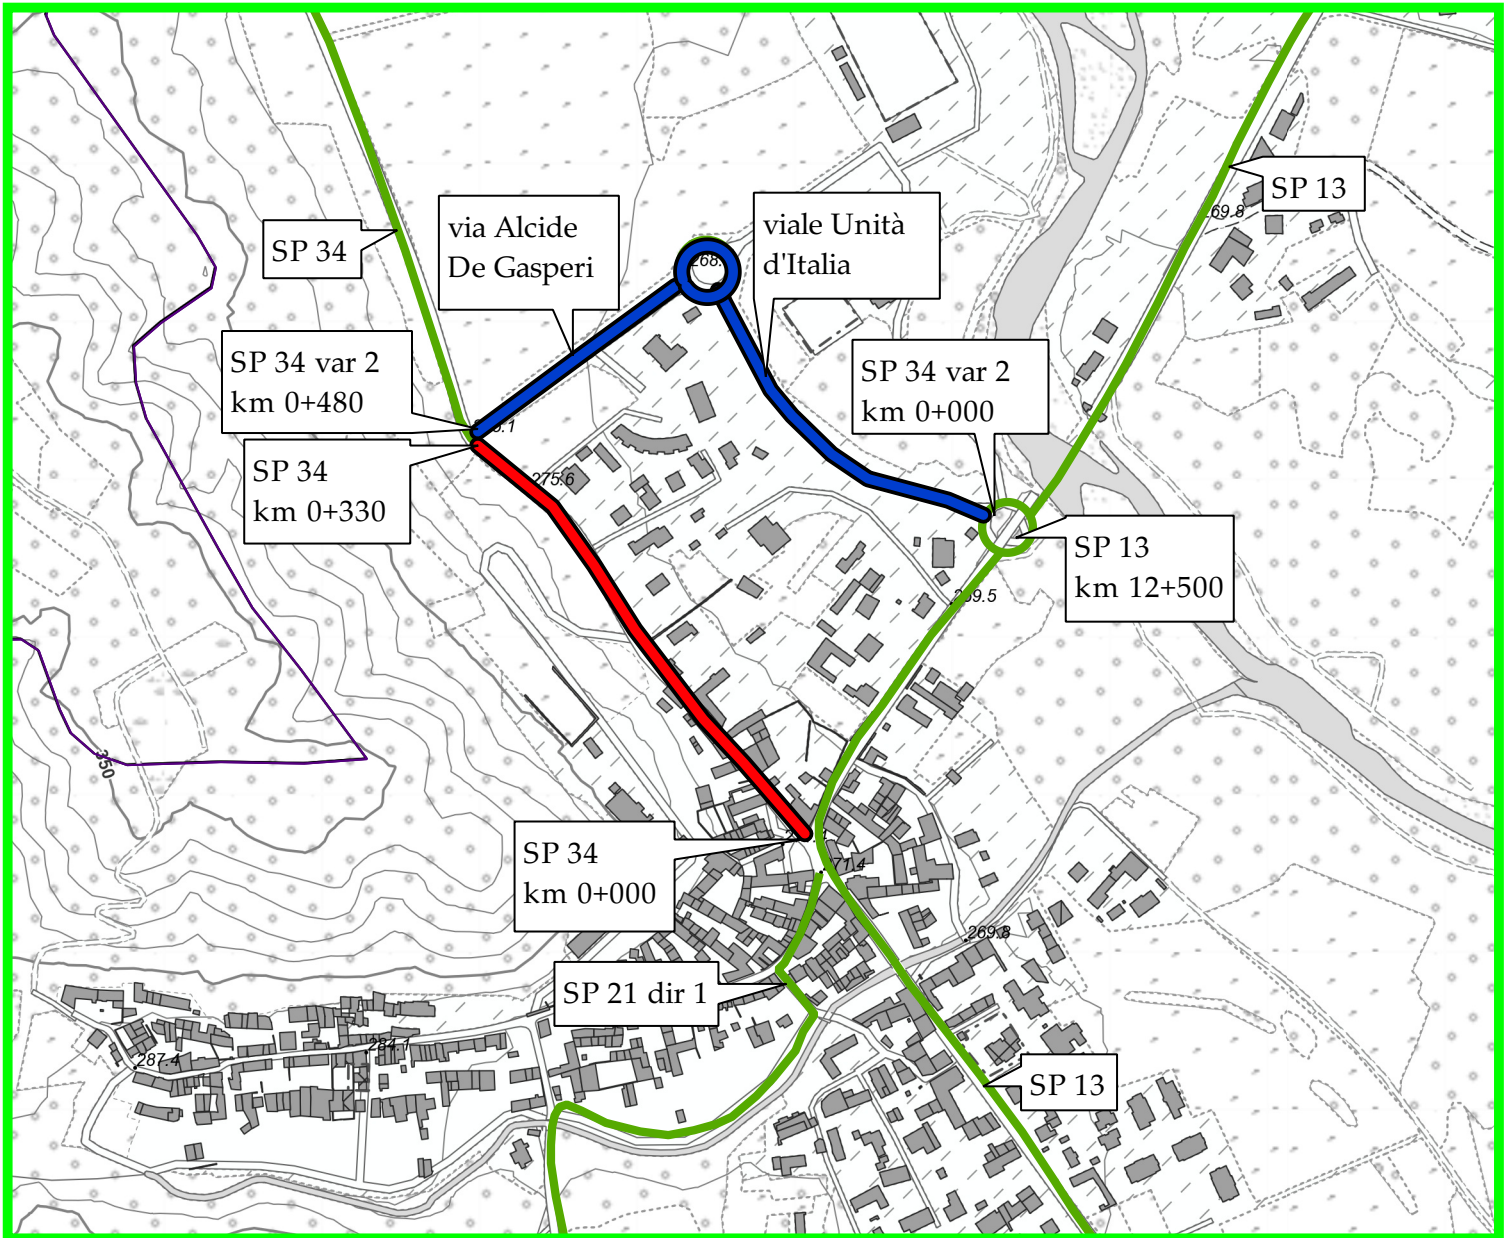 SP 13
via Alcide
De Gasperi
viale Unità
d'Italia
SP 34
269.8
SP 34 var 2
km 0+480
SP 34 var 2
km 0+000
SP 34
km 0+330
275.6
SP 13
km 12+500
350
SP 34
km 0+000
271.4
269.8
SP 21 dir 1
284.1
287.4
SP 13